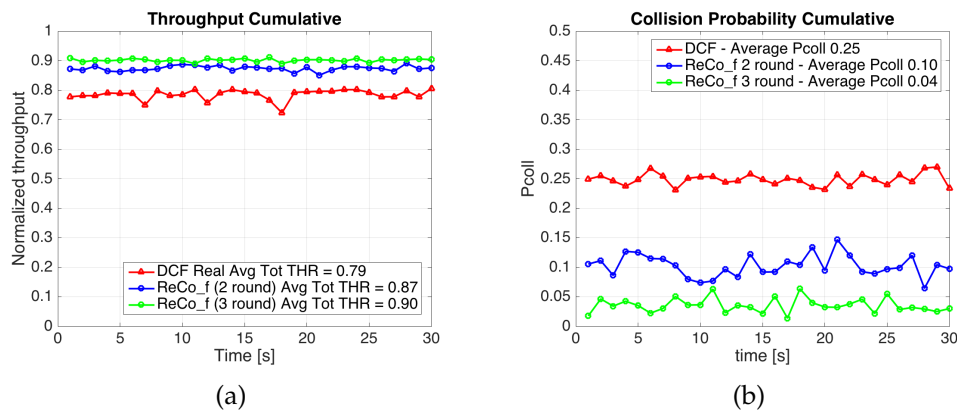 Throughput Cumulative
1
0.9
0.8
0.7
0.6
0.5
0.4
0.3
0.2
0.1
0
Normalized throughput
DCF Real Avg Tot THR = 0.79
ReCo_f (2 round) Avg Tot THR = 0.87
ReCo_f (3 round) Avg Tot THR = 0.90
0 5 10 15 20 25 30
Time [s]
(a)
Collision Probability Cumulative
0.5
0.45
0.4
0.35
0.3
0.25
0.2
0.15
0.1
0.05
0
Pcoll
DCF - Average Pcoll 0.25
ReCo_f 2 round - Average Pcoll 0.10
ReCo_f 3 round - Average Pcoll 0.04
0 5 10 15 20 25 30
time [s]
(b)